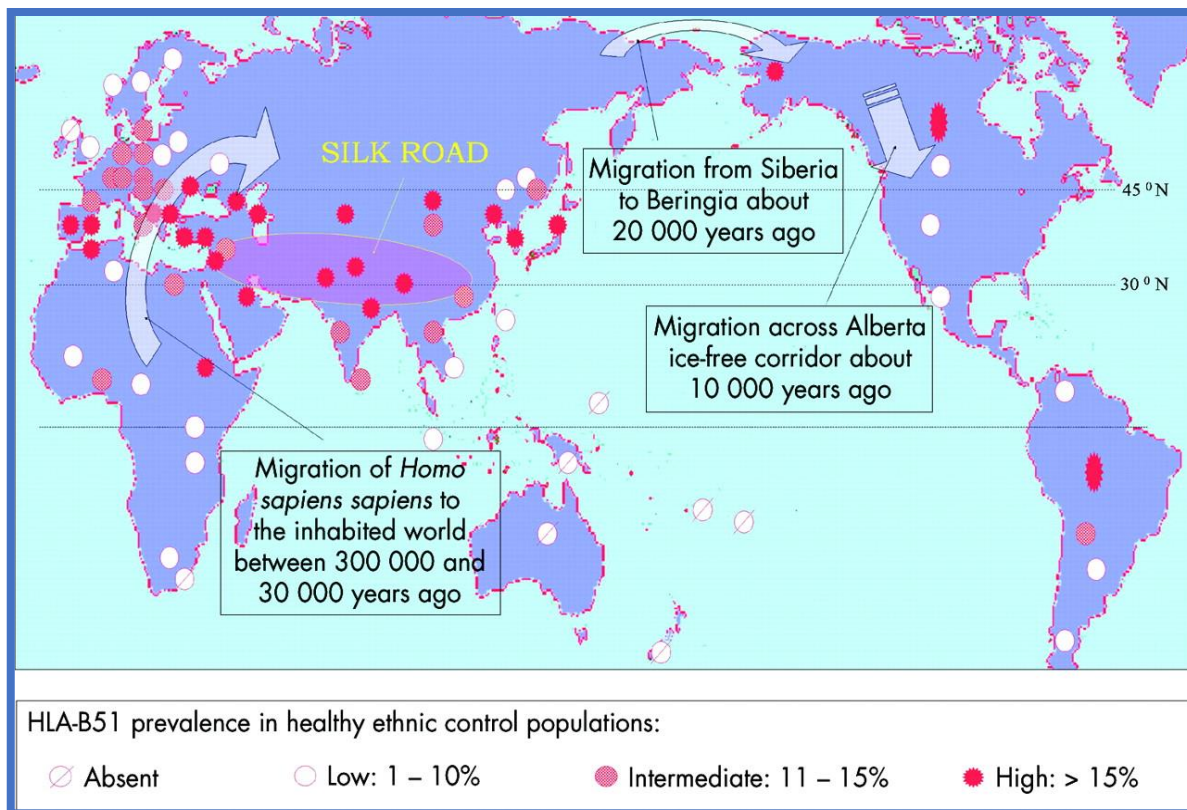 SILK ROAD
Migration from Siberia
to Beringia about
20 000 years ago
45 ⁰ N
30 ⁰ N
Migration across Alberta
ice-free corridor about
10 000 years ago
Migration of Homo
sapiens sapiens to
the inhabited world
between 300 000 and
30 000 years ago
HLA-B51 prevalence in healthy ethnic control populations:
Absent Low: 1 – 10% Intermediate: 11 – 15% High: > 15%